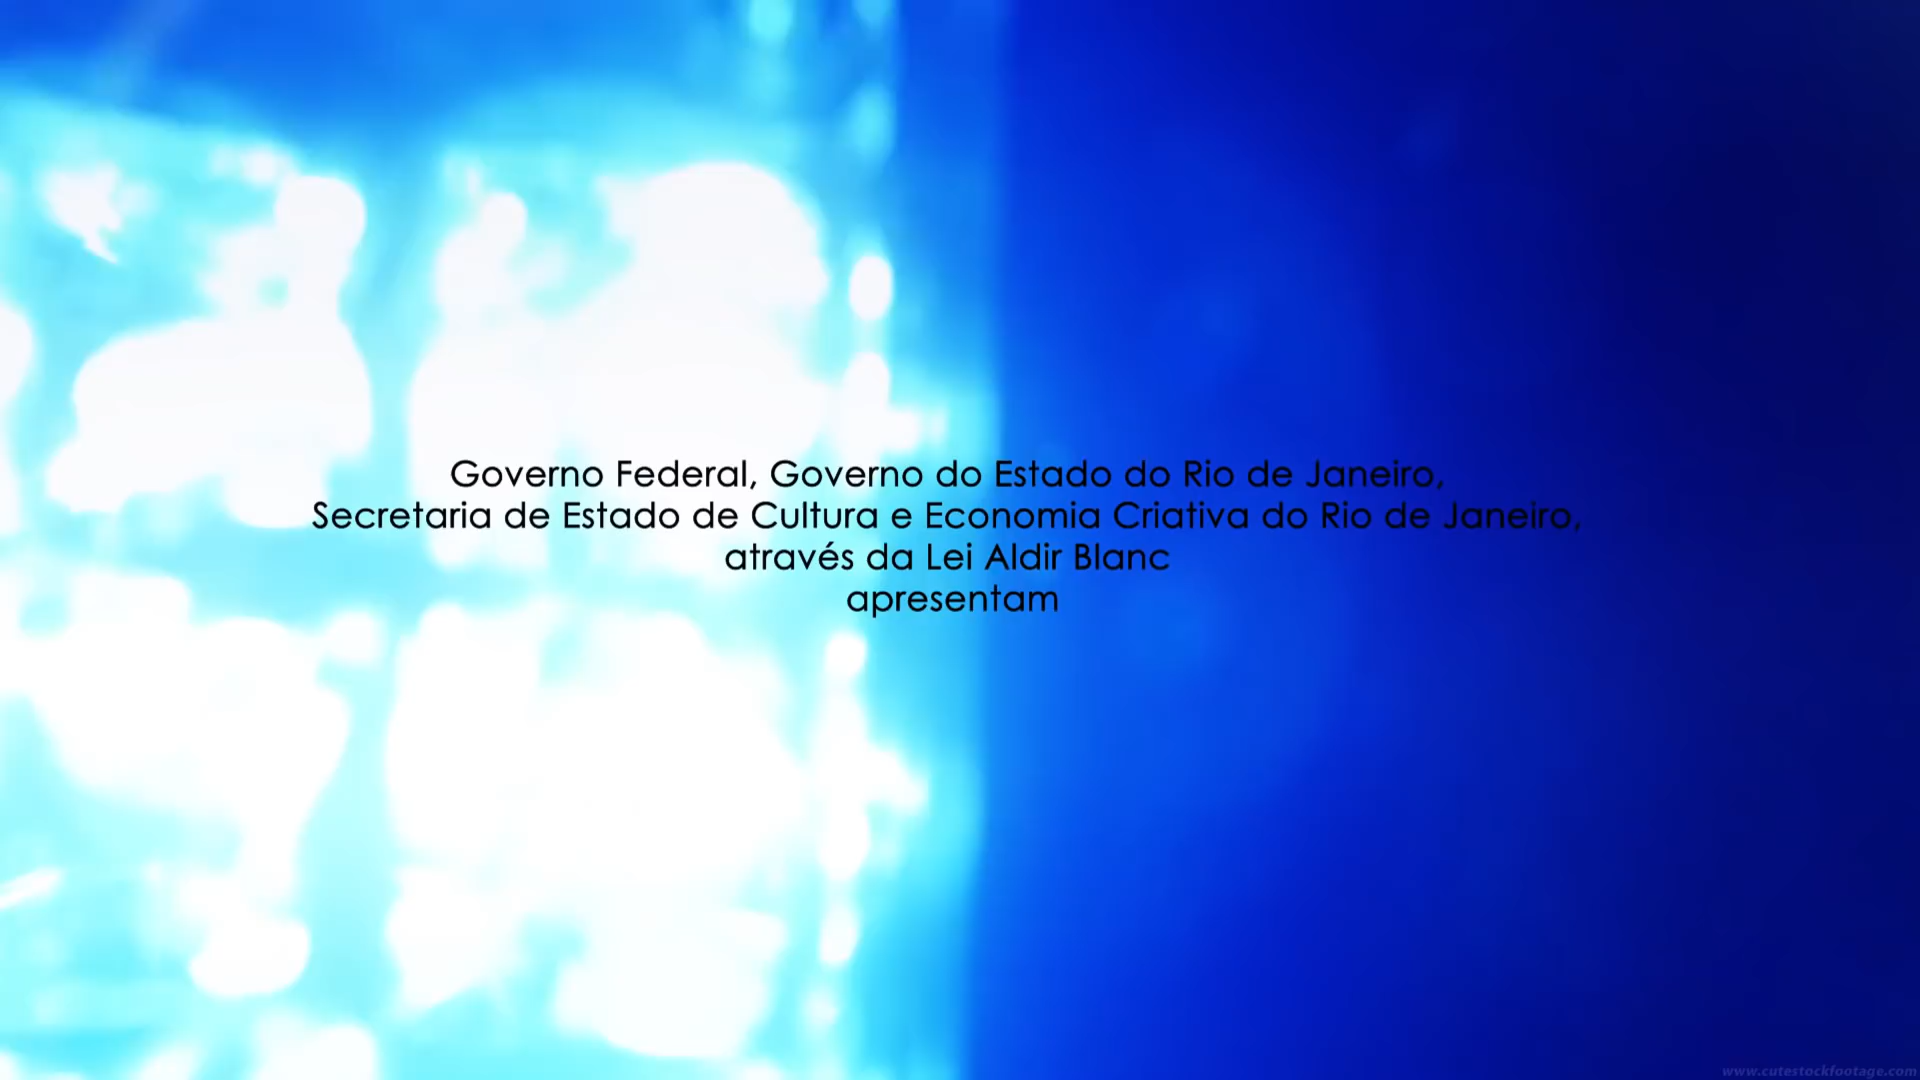 Governo Federal, Governo do Estado do Rio de Janeiro,
Secretaria de Estado de Cultura e Economia Criativa do Rio de Janeiro,
através da Lei Aldir Blanc
apresentam
www.cutestockfootage.com